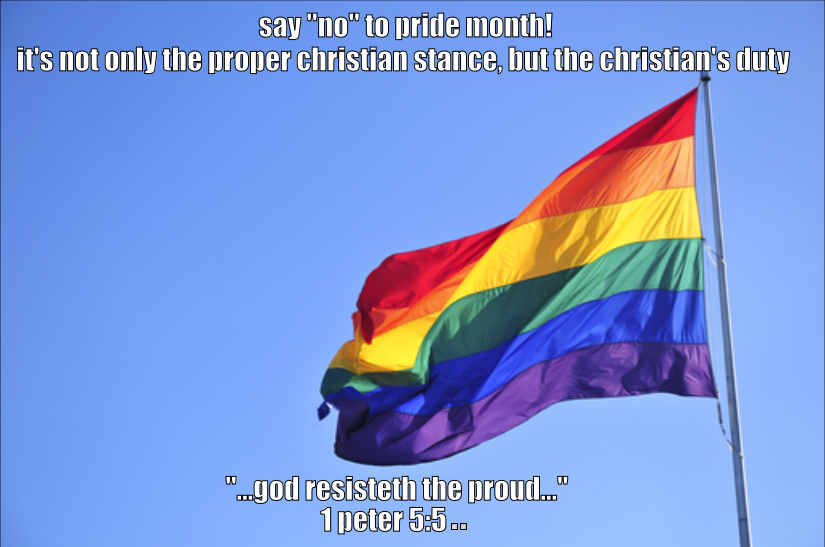 say "no" to pride month!
it's not only the proper christian stance, but the christian's duty
"...god resisteth the proud..."
1 peter 5:5 . .